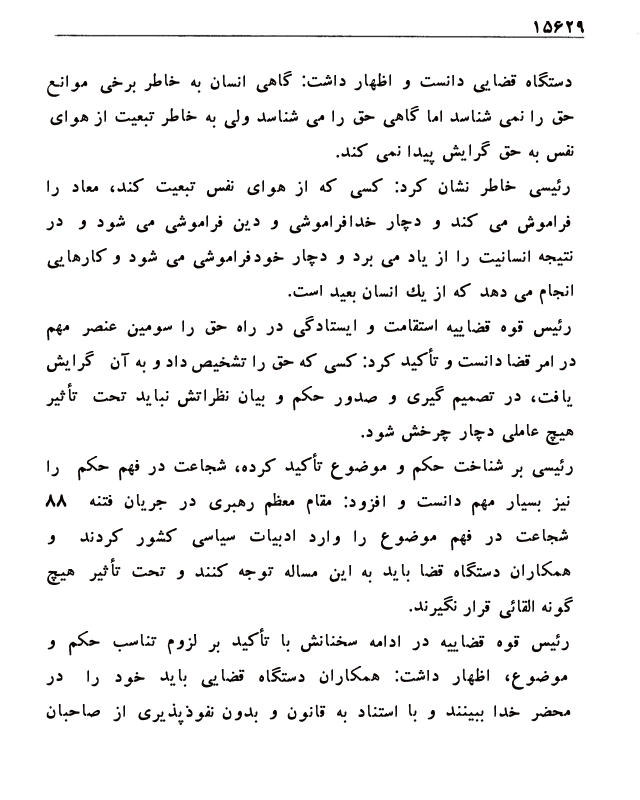 ۱۵۶۲۹
دستگاه قضایی دانست و اظهار داشت: گاهی انسان به خاطر برخی موانع
حق را نمی شناسد اما گاهی حق را می شناسد ولی به خاطر تبعیت از هوای
نفس به حق گرایش پیدا نمی کند.
رئیسی خاطر نشان کرد: کسی که از هوای نفس تبعیت کند، معاد را
فراموش می کند و دچار خدافراموشی و دین فراموشی می شود و در
نتیجه انسانیت را از یاد می برد و دچار خودفراموشی می شود و کارهایی
انجام می دهد که از یك انسان بعید است.
رئیس قوه قضاییه استقامت و ایستادگی در راه حق را سومین عنصر مهم
در امر قضا دانست و تأکید کرد: کسی که حق را تشخیص داد و به آن گرایش
یافت، در تصمیم گیری و صدور حکم و بیان نظراتش نباید تحت تأثیر
هیچ عاملی دچار چرخش شود.
رئیسی بر شناخت حکم و موضوع تأکید کرده، شجاعت در فهم حکم را
نیز بسیار مهم دانست و افزود: مقام معظم رهبری در جریان فتنه ۸۸
شجاعت در فهم موضوع را وارد ادبیات سیاسی کشور کردند و
همکاران دستگاه قضا باید به این مساله توجه کنند و تحت تأثیر هیچ
گونه القائی قرار نگیرند.
رئیس قوه قضاییه در ادامه سخنانش با تأکید بر لزوم تناسب حکم و
موضوع، اظهار داشت: همکاران دستگاه قضایی باید خود را در
محضر خدا ببینند و با استناد به قانون و بدون نفوذپذیری از صاحبان